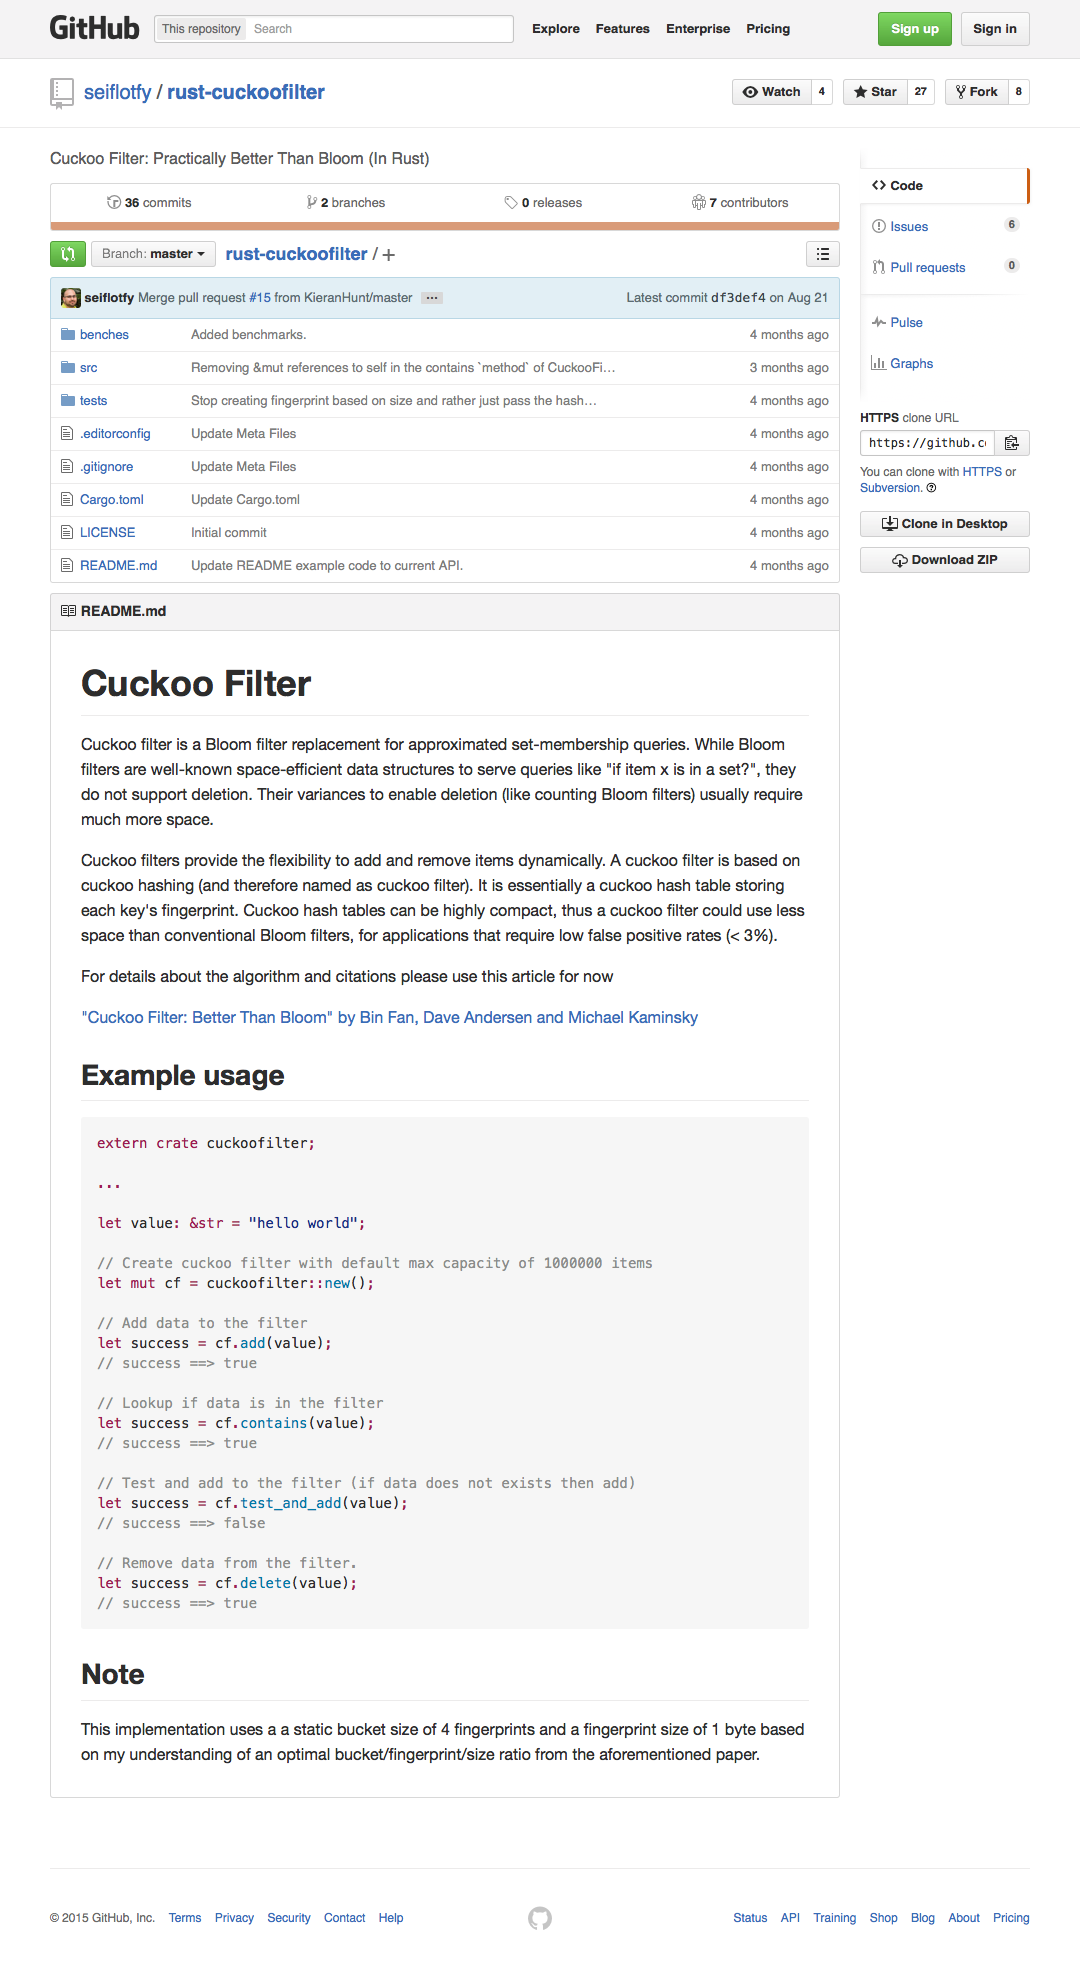 GitHub This repository Search Explore Features Enterprise Pricing Sign up Sign in
seiflotfy / rust-cuckoofilter Watch 4 Star 27 Fork 8
Cuckoo Filter: Practically Better Than Bloom (In Rust)
36 commits 2 branches 0 releases 7 contributors
Branch: master rust-cuckoofilter / +
seiflotfy Merge pull request #15 from KieranHunt/master ... Latest commit df3def4 on Aug 21
benches Added benchmarks. 4 months ago
src Removing &mut references to self in the contains `method` of CuckooFi… 3 months ago
tests Stop creating fingerprint based on size and rather just pass the hash… 4 months ago
.editorconfig Update Meta Files 4 months ago
.gitignore Update Meta Files 4 months ago
Cargo.toml Update Cargo.toml 4 months ago
LICENSE Initial commit 4 months ago
README.md Update README example code to current API. 4 months ago
Code
Issues 6
Pull requests 0
Pulse
Graphs
HTTPS clone URL
https://github.c
You can clone with HTTPS or
Subversion.
Clone in Desktop
Download ZIP
README.md
Cuckoo Filter
Cuckoo filter is a Bloom filter replacement for approximated set-membership queries. While Bloom
filters are well-known space-efficient data structures to serve queries like "if item x is in a set?", they
do not support deletion. Their variances to enable deletion (like counting Bloom filters) usually require
much more space.
Cuckoo filters provide the flexibility to add and remove items dynamically. A cuckoo filter is based on
cuckoo hashing (and therefore named as cuckoo filter). It is essentially a cuckoo hash table storing
each key's fingerprint. Cuckoo hash tables can be highly compact, thus a cuckoo filter could use less
space than conventional Bloom filters, for applications that require low false positive rates (< 3%).
For details about the algorithm and citations please use this article for now
"Cuckoo Filter: Better Than Bloom" by Bin Fan, Dave Andersen and Michael Kaminsky
Example usage
extern crate cuckoofilter;
...
let value: &str = "hello world";
// Create cuckoo filter with default max capacity of 1000000 items
let mut cf = cuckoofilter::new();
// Add data to the filter
let success = cf.add(value);
// success ==> true
// Lookup if data is in the filter
let success = cf.contains(value);
// success ==> true
// Test and add to the filter (if data does not exists then add)
let success = cf.test_and_add(value);
// success ==> false
// Remove data from the filter.
let success = cf.delete(value);
// success ==> true
Note
This implementation uses a a static bucket size of 4 fingerprints and a fingerprint size of 1 byte based
on my understanding of an optimal bucket/fingerprint/size ratio from the aforementioned paper.
© 2015 GitHub, Inc. Terms Privacy Security Contact Help Status API Training Shop Blog About Pricing